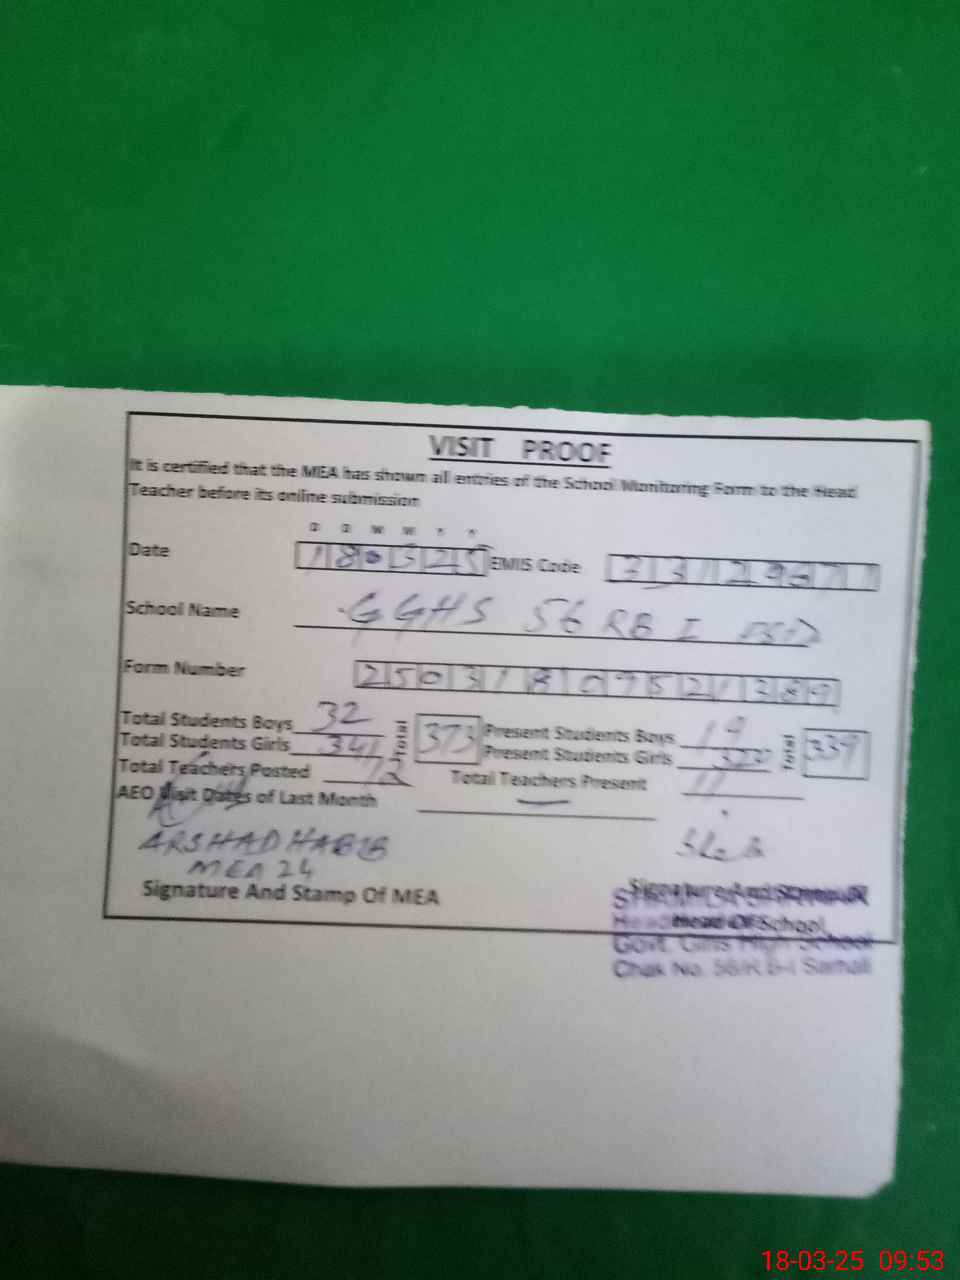 VISIT PROOF
It is certified that the MEA has shown all entries of the School Monitoring Form to the Head
Teacher before its online submission
D D M M Y Y
Date 180325 EMIS Code
School Name GGHS 56 RB I
Form Number
Total Students Boys 32 Total 373 Present Students Boys 19 Total 339
Total Students Girls 341 Present Students Girls 320
Total Teachers Posted 12 Total Teachers Present 11
AEO Visit Dates of Last Month —
ARSHAD HABIB
MEA 24
Signature And Stamp Of MEA
Signature And Stamp Of
Head Of School
Govt. Girls High School
Chak No. 56/R.B-I
18-03-25 09:53